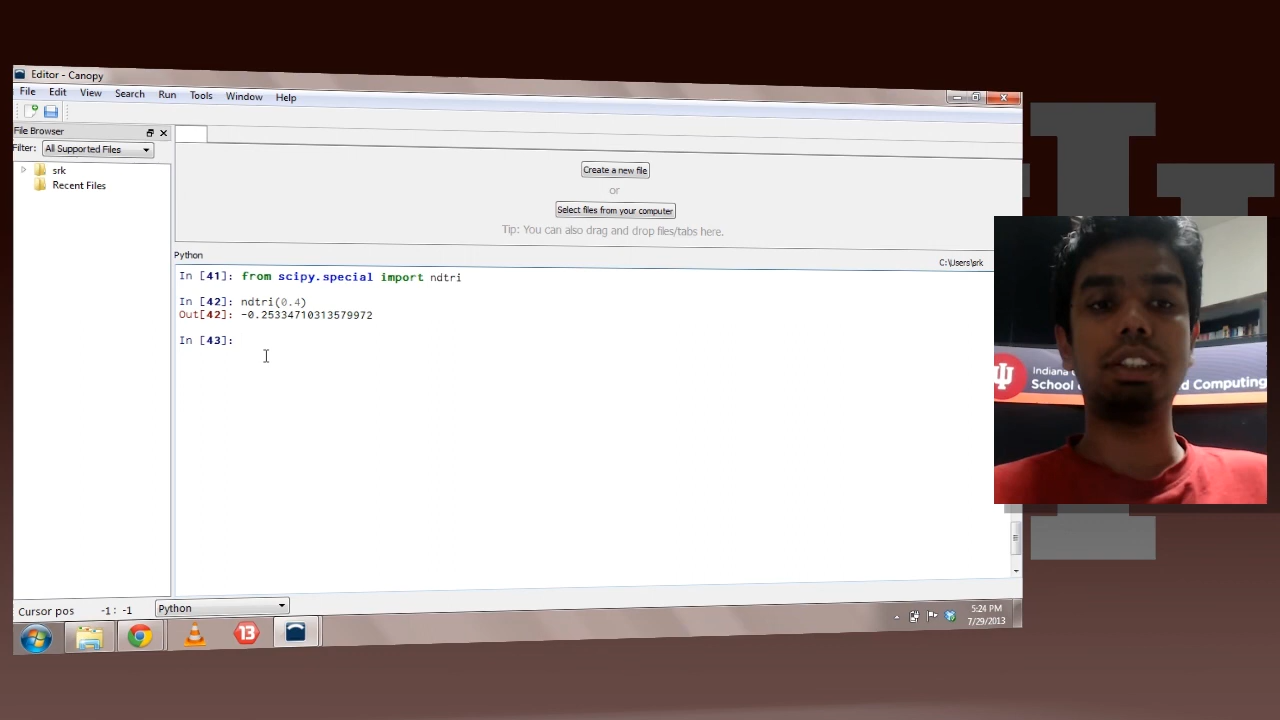 Editor - Canopy
File Edit View Search Run Tools Window Help
File Browser
Filter: All Supported Files
srk
Recent Files
Create a new file
or
Select files from your computer
Tip: You can also drag and drop files/tabs here.
Python
C:\Users\srk
In [41]: from scipy.special import ndtri
In [42]: ndtri(0.4)
Out[42]: -0.25334710313579972
In [43]:
Indiana
School d Computing
Cursor pos -1: -1 Python
13
5:24 PM
7/29/2013